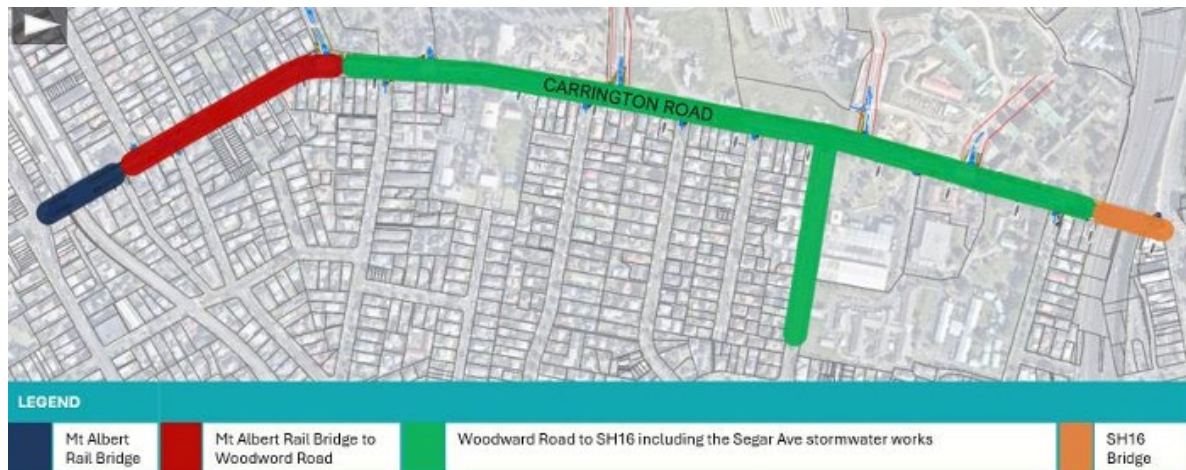 CARRINGTON ROAD
LEGEND
Mt Albert
Rail Bridge
Mt Albert Rail Bridge to
Woodword Road
Woodward Road to SH16 including the Segar Ave stormwater works
SH16
Bridge